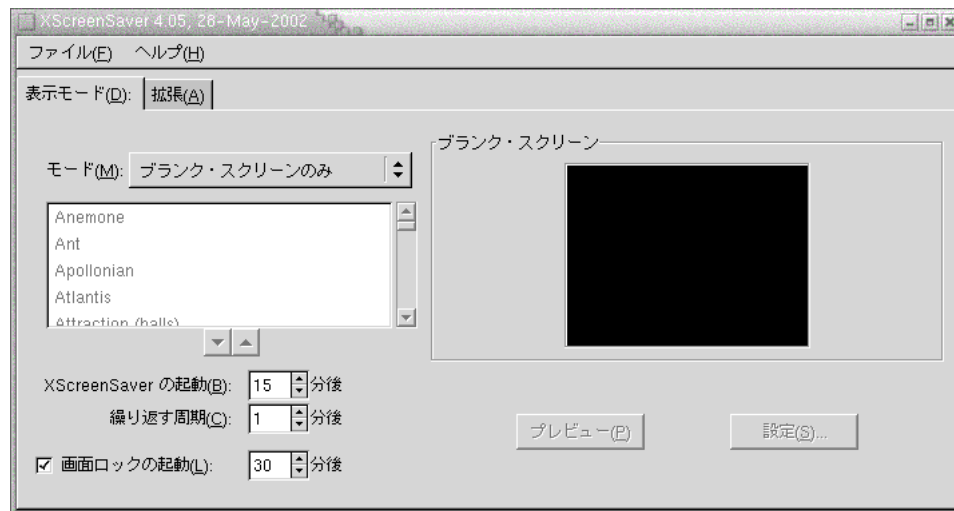 XScreenSaver 4.05, 28-May-2002
ファイル(F) ヘルプ(H)
表示モード(D): 拡張(A)
モード(M): ブランク・スクリーンのみ
Anemone
Ant
Apollonian
Atlantis
Attraction (balls)
XScreenSaver の起動(B): 15 分後
繰り返す周期(C): 1 分後
画面ロックの起動(L): 30 分後
ブランク・スクリーン
プレビュー(P) 設定(S)...